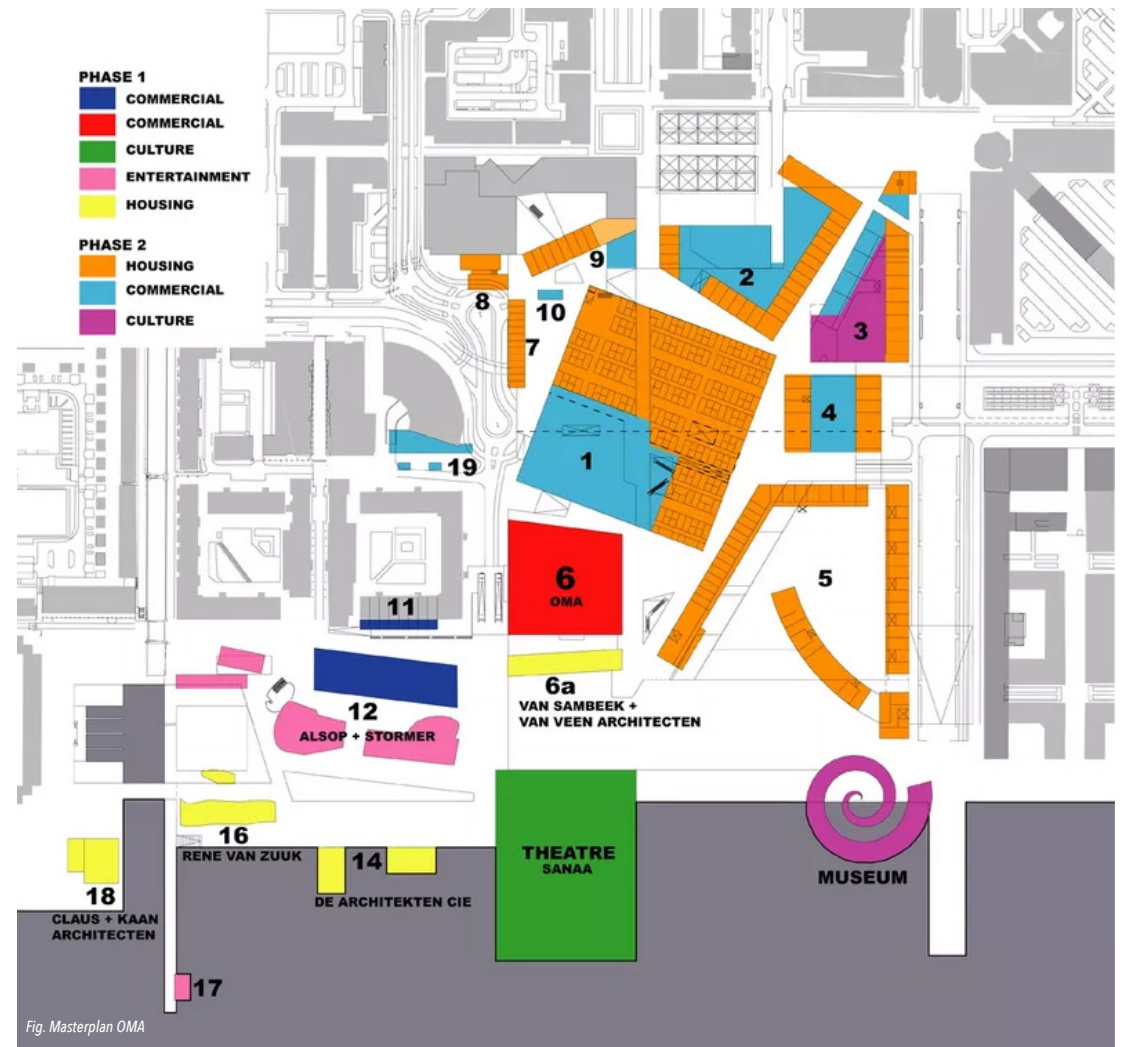 PHASE 1
COMMERCIAL
COMMERCIAL
CULTURE
ENTERTAINMENT
HOUSING
PHASE 2
HOUSING
COMMERCIAL
CULTURE
9
2
8
10
3
7
4
1
19
5
6
OMA
11
6a
VAN SAMBEEK +
VAN VEEN ARCHITECTEN
12
ALSOP + STORMER
16
RENE VAN ZUUK
14
DE ARCHITEKTEN CIE
THEATRE
SANAA
MUSEUM
18
CLAUS + KAAN
ARCHITECTEN
17
Fig. Masterplan OMA